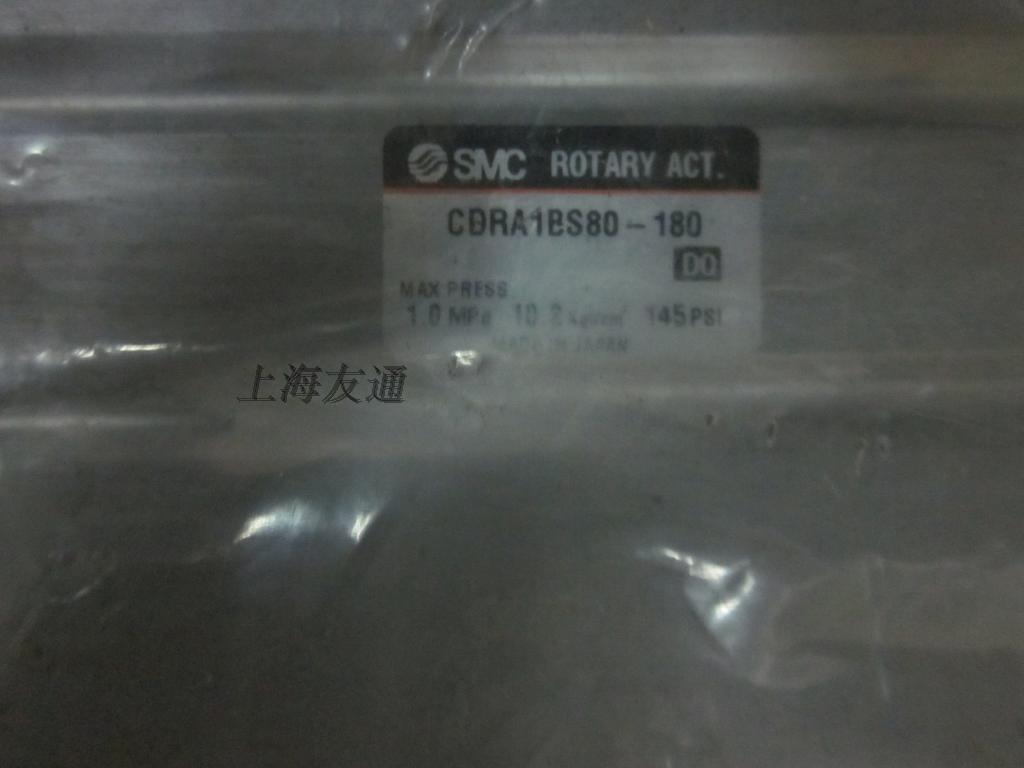 SMC ROTARY ACT.
CDRA1BS80-180
DO
MAX PRESS
1.0 MPa 10.2 Kgf/cm² 145 PSI
MADE IN JAPAN
上海友通